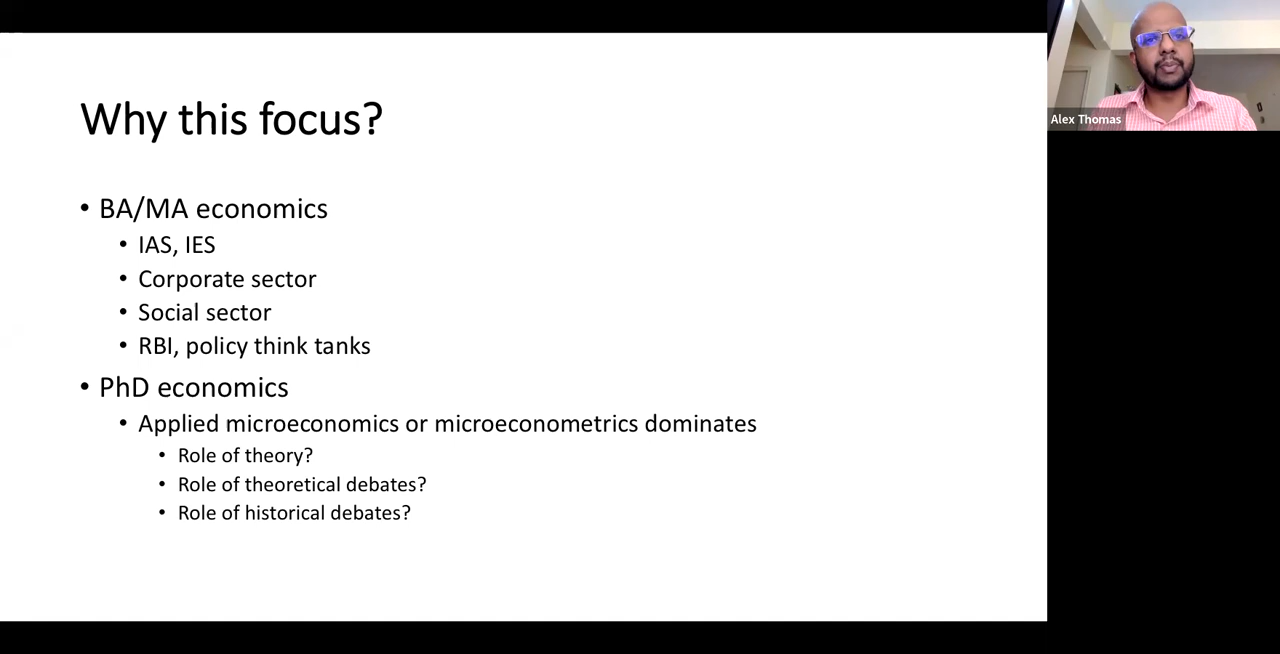 Why this focus?
• BA/MA economics
• IAS, IES
• Corporate sector
• Social sector
• RBI, policy think tanks
• PhD economics
• Applied microeconomics or microeconometrics dominates
• Role of theory?
• Role of theoretical debates?
• Role of historical debates?
Alex Thomas